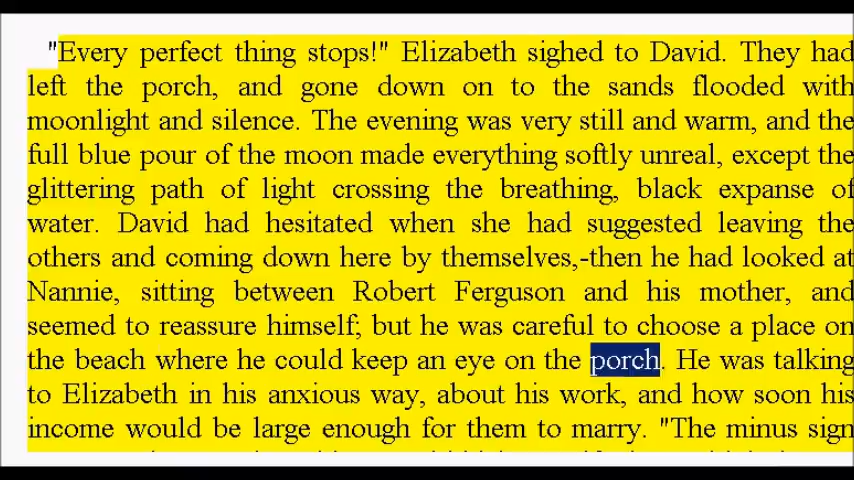 "Every perfect thing stops!" Elizabeth sighed to David. They had
left the porch, and gone down on to the sands flooded with
moonlight and silence. The evening was very still and warm, and the
full blue pour of the moon made everything softly unreal, except the
glittering path of light crossing the breathing, black expanse of
water. David had hesitated when she had suggested leaving the
others and coming down here by themselves,-then he had looked at
Nannie, sitting between Robert Ferguson and his mother, and
seemed to reassure himself; but he was careful to choose a place on
the beach where he could keep an eye on the porch. He was talking
to Elizabeth in his anxious way, about his work, and how soon his
income would be large enough for them to marry. "The minus sign